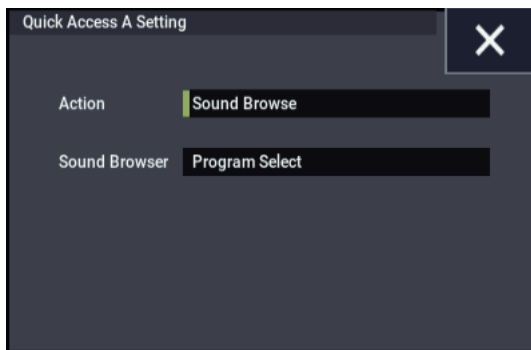 Quick Access A Setting
Action Sound Browse
Sound Browser Program Select